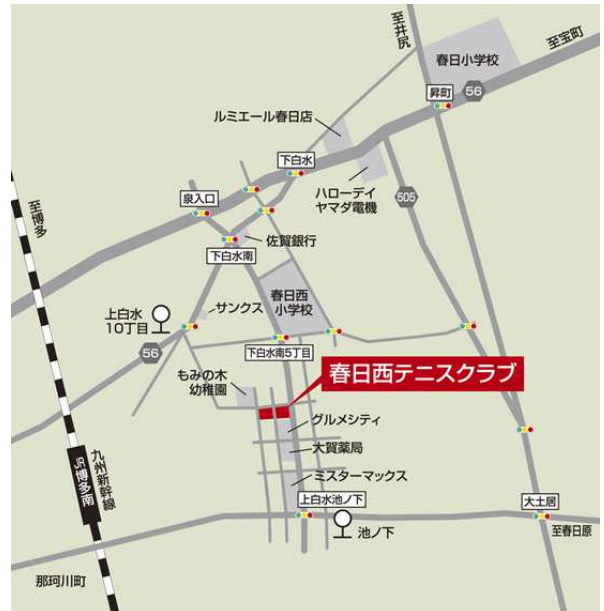 至井尻
春日小学校
至宝町
56
昇町
ルミエール春日店
下白水
ハローデイ
ヤマダ電機
505
至博多
泉入口
佐賀銀行
下白水南
春日西
小学校
サンクス
上白水
10丁目
56
下白水南5丁目
もみの木
幼稚園
春日西テニスクラブ
グルメシティ
大賀薬局
ミスターマックス
九州新幹線
JR博多南
上白水池ノ下
池ノ下
大土居
至春日原
那珂川町